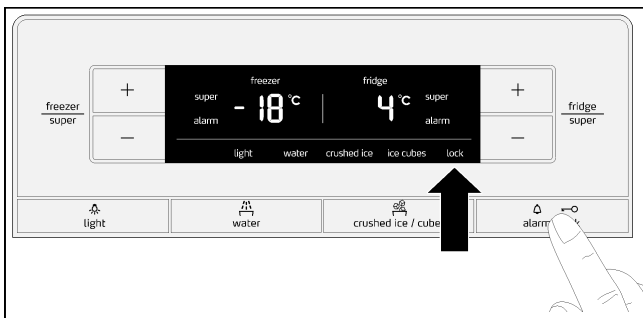 freezer fridge
super - 18 °C 4 °C super
alarm alarm
light water crushed ice ice cubes lock
freezer
super
+
−
+
−
fridge
super
light
water
crushed ice / cube
alarm